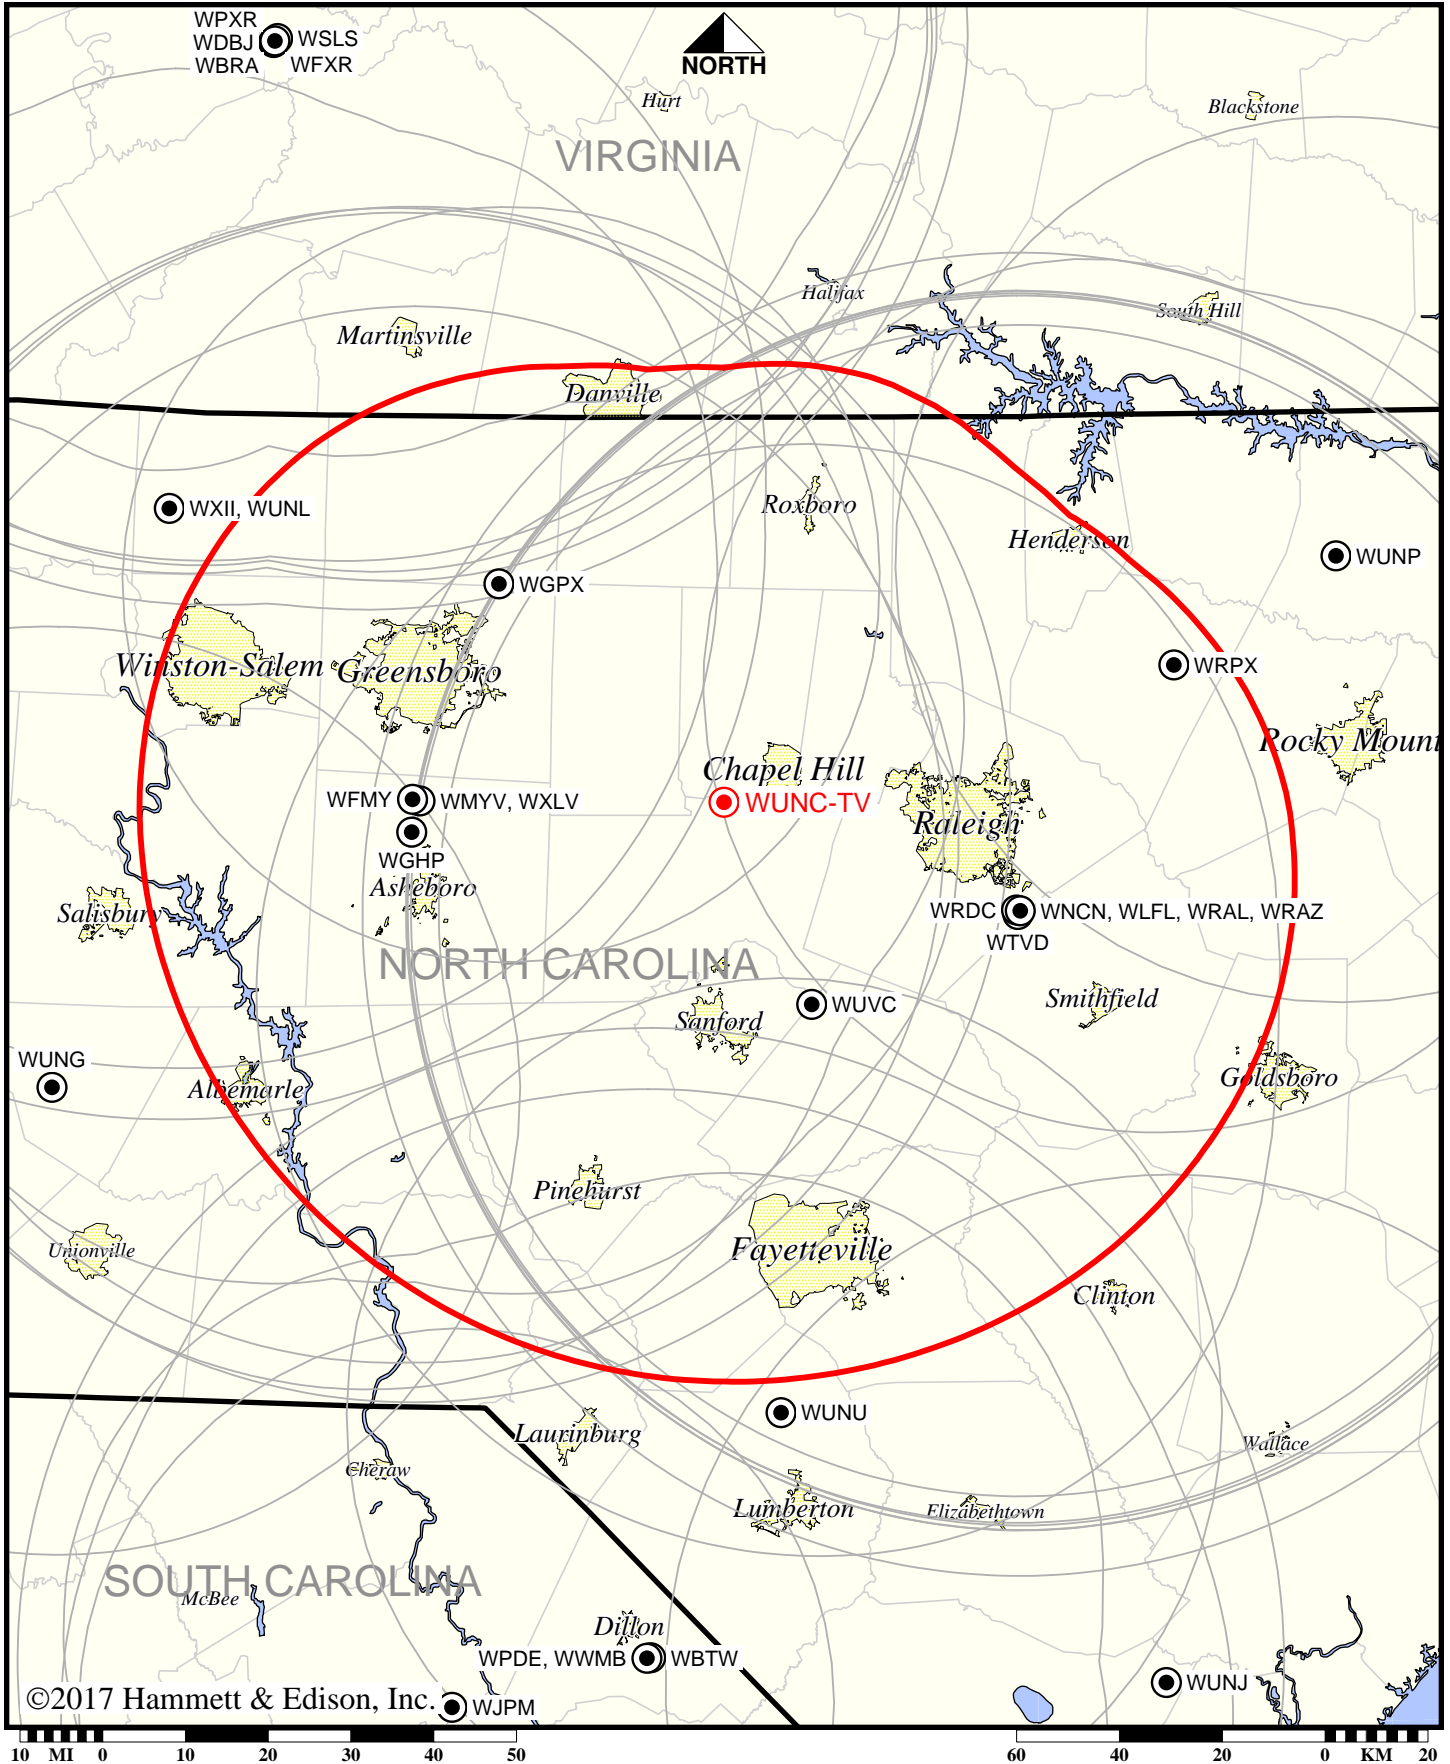 WPXR
WDBJ WSLS
WBRA WFXR
NORTH
Hurt
Blackstone
VIRGINIA
Halifax
South Hill
Martinsville
Danville
WXII, WUNL
Roxboro
Henderson
WUNP
WGPX
Winston-Salem
Greensboro
WRPX
Rocky Mount
Chapel Hill
WUNC-TV
WFMY WMYV, WXLV
Raleigh
WGHP
Asheboro
Salisbury
WRDC WNCN, WLFL, WRAL, WRAZ
WTVD
NORTH CAROLINA
Smithfield
WUVC
Sanford
WUNG
Albemarle
Goldsboro
Pinehurst
Fayetteville
Unionville
Clinton
WUNU
Laurinburg
Wallace
Cheraw
Lumberton
Elizabethtown
SOUTH CAROLINA
McBee
Dillon
WPDE, WWMB WBTW
WUNJ
©2017 Hammett & Edison, Inc.
WJPM
10 MI 0 10 20 30 40 50
60 40 20 0 KM 20